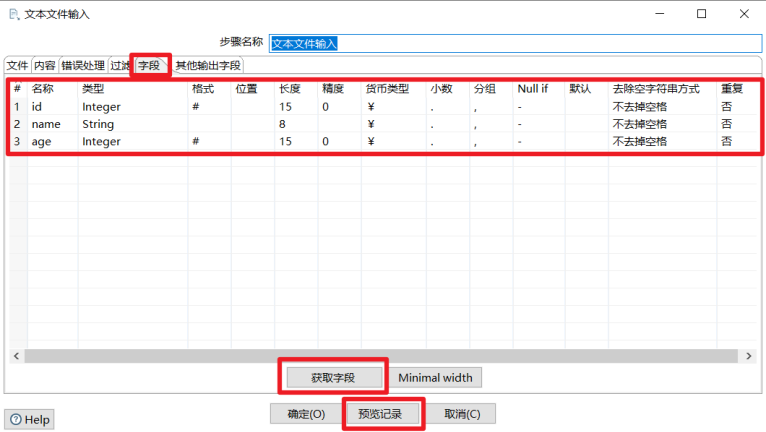 文本文件输入
步骤名称 文本文件输入
文件 内容 错误处理 过滤 字段 其他输出字段
# 名称 类型 格式 位置 长度 精度 货币类型 小数 分组 Null if 默认 去除空字符串方式 重复
1 id Integer # 15 0 ¥ . , - 不去掉空格 否
2 name String 8 ¥ . , - 不去掉空格 否
3 age Integer # 15 0 ¥ . , - 不去掉空格 否
获取字段 Minimal width
Help 确定(O) 预览记录 取消(C)